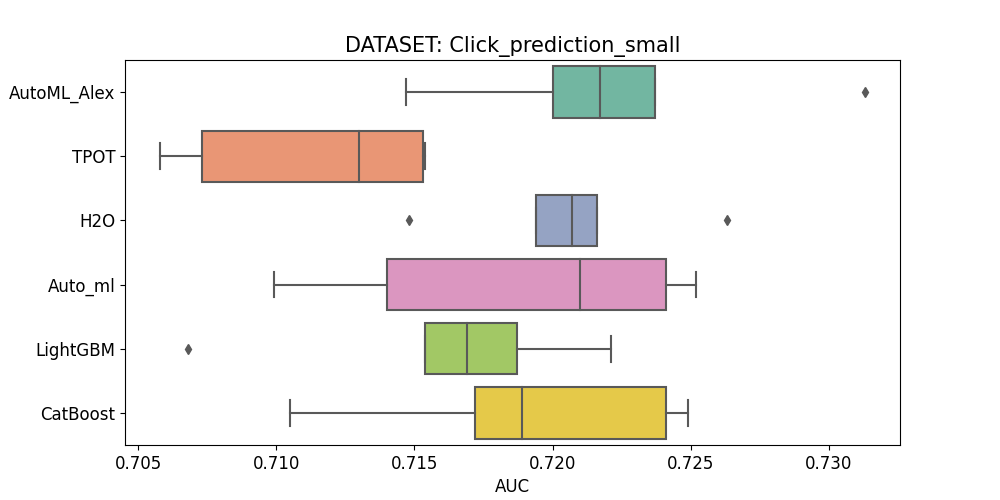 DATASET: Click_prediction_small
AutoML_Alex
TPOT
H2O
Auto_ml
LightGBM
CatBoost
0.705 0.710 0.715 0.720 0.725 0.730
AUC